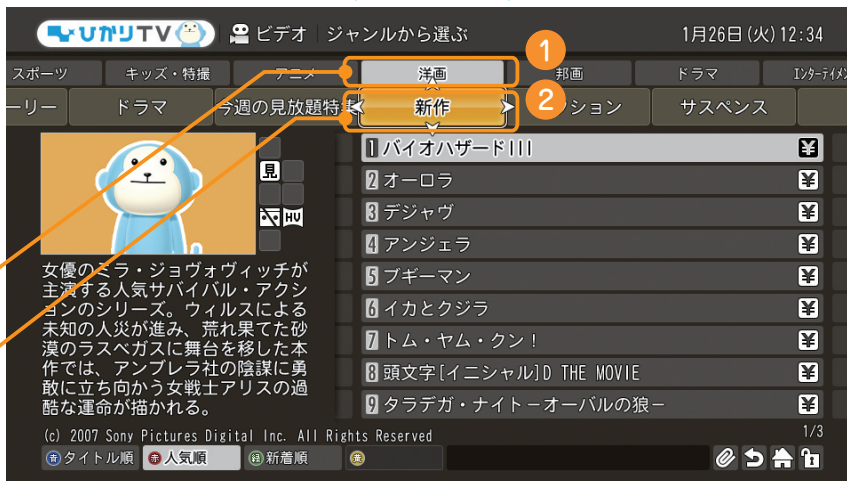 ひかりTV ビデオ ジャンルから選ぶ 1月26日(火)12:34
1
スポーツ キッズ・特撮 アニメ 洋画 邦画 ドラマ
ーリー ドラマ 今週の見放題特集 新作 2 クション サスペンス
見
HV
1 バイオハザードIII ¥
2 オーロラ ¥
3 デジャヴ ¥
4 アンジェラ ¥
5 ブギーマン ¥
6 イカとクジラ ¥
7 トム・ヤム・クン! ¥
8 頭文字[イニシャル]D THE MOVIE ¥
9 タラデガ・ナイト−オーバルの狼− ¥
女優のミラ・ジョヴォヴィッチが
主演する人気サバイバル・アクシ
ョンのシリーズ。ウィルスによる
未知の人災が進み、荒れ果てた砂
漠のラスベガスに舞台を移した本
作では、アンブレラ社の陰謀に勇
敢に立ち向かう女戦士アリスの過
酷な運命が描かれる。
(c) 2007 Sony Pictures Digital Inc. All Rights Reserved 1/3
青 タイトル順 赤 人気順 緑 新着順 黄